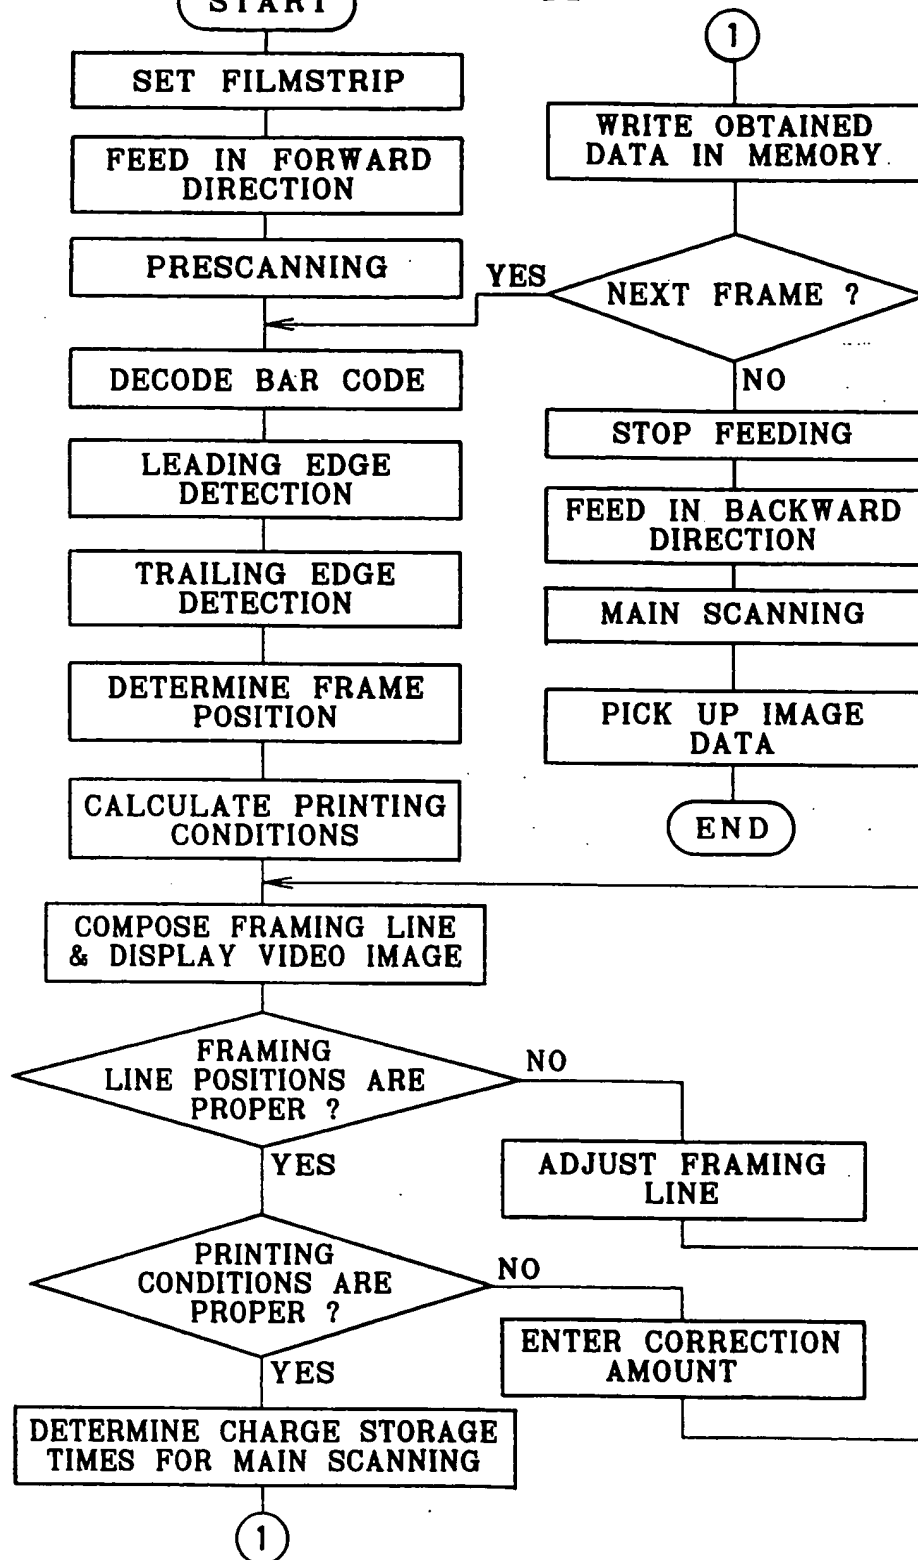 START
SET FILMSTRIP
FEED IN FORWARD
DIRECTION
PRESCANNING
DECODE BAR CODE
LEADING EDGE
DETECTION
TRAILING EDGE
DETECTION
DETERMINE FRAME
POSITION
CALCULATE PRINTING
CONDITIONS
COMPOSE FRAMING LINE
& DISPLAY VIDEO IMAGE
FRAMING
LINE POSITIONS ARE
PROPER ?
NO
YES
ADJUST FRAMING
LINE
PRINTING
CONDITIONS ARE
PROPER ?
NO
YES
ENTER CORRECTION
AMOUNT
DETERMINE CHARGE STORAGE
TIMES FOR MAIN SCANNING
1
1
WRITE OBTAINED
DATA IN MEMORY
NEXT FRAME ?
YES
NO
STOP FEEDING
FEED IN BACKWARD
DIRECTION
MAIN SCANNING
PICK UP IMAGE
DATA
END